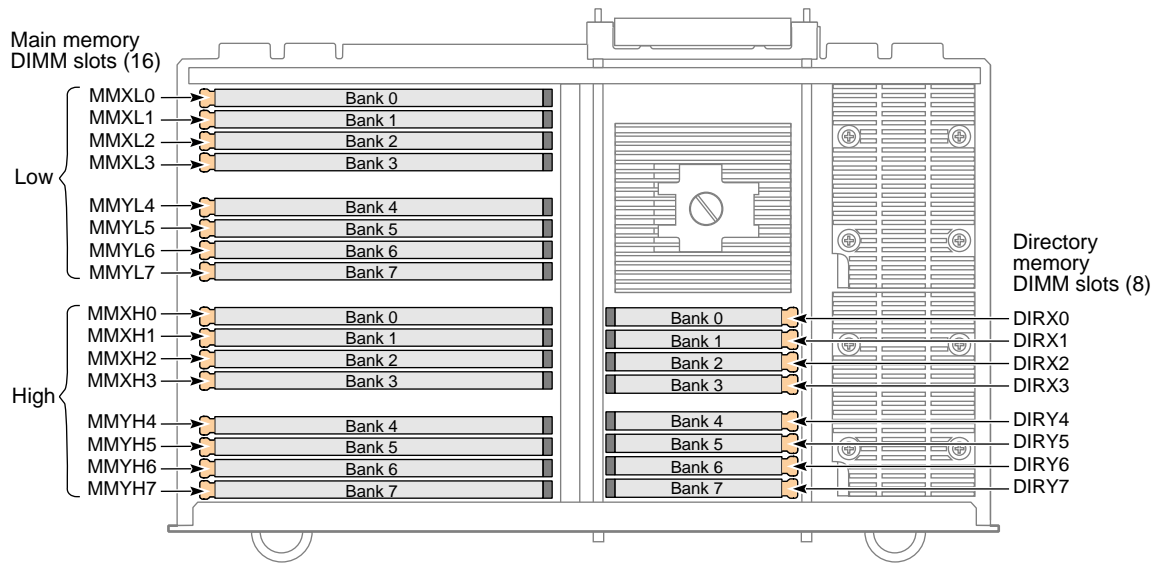 Main memory
DIMM slots (16)
Low
MMXL0
Bank 0
MMXL1
Bank 1
MMXL2
Bank 2
MMXL3
Bank 3
MMYL4
Bank 4
MMYL5
Bank 5
MMYL6
Bank 6
MMYL7
Bank 7
High
MMXH0
Bank 0
MMXH1
Bank 1
MMXH2
Bank 2
MMXH3
Bank 3
MMYH4
Bank 4
MMYH5
Bank 5
MMYH6
Bank 6
MMYH7
Bank 7
Directory
memory
DIMM slots (8)
Bank 0
DIRX0
Bank 1
DIRX1
Bank 2
DIRX2
Bank 3
DIRX3
Bank 4
DIRY4
Bank 5
DIRY5
Bank 6
DIRY6
Bank 7
DIRY7